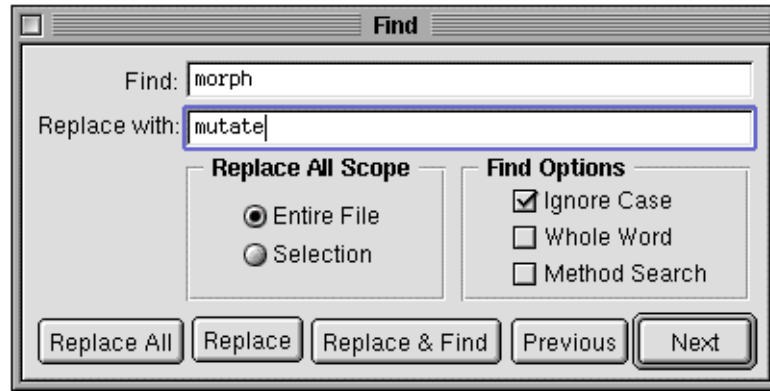 Find
Find: morph
Replace with: mutate
Replace All Scope
Entire File
Selection
Find Options
Ignore Case
Whole Word
Method Search
Replace All Replace Replace & Find Previous Next